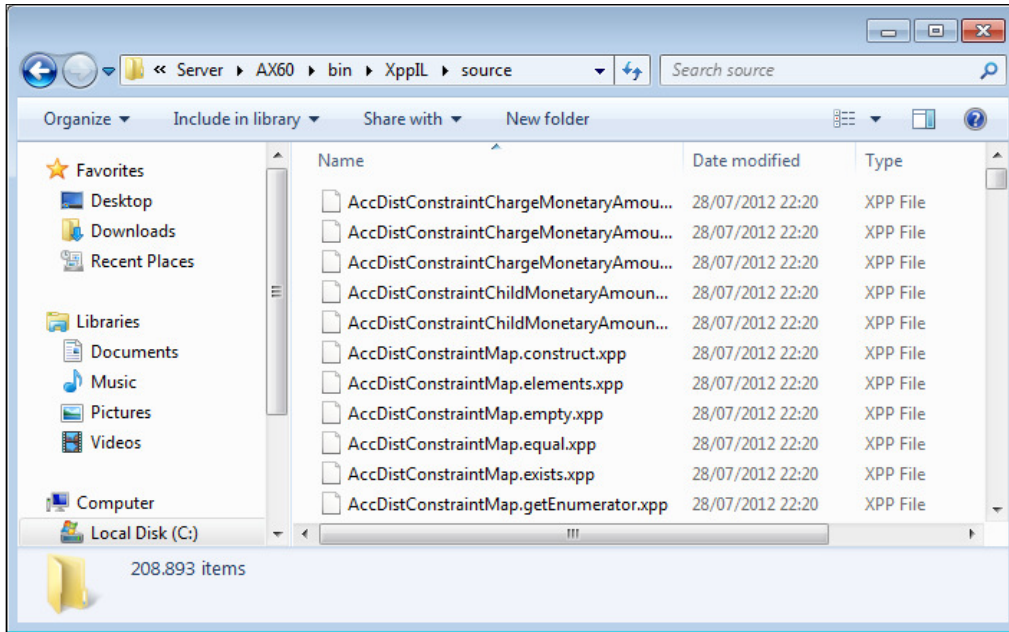 « Server ▸ AX60 ▸ bin ▸ XppIL ▸ source Search source
Organize Include in library Share with New folder
Favorites
Desktop
Downloads
Recent Places
Libraries
Documents
Music
Pictures
Videos
Computer
Local Disk (C:)
Name Date modified Type
AccDistConstraintChargeMonetaryAmou... 28/07/2012 22:20 XPP File
AccDistConstraintChargeMonetaryAmou... 28/07/2012 22:20 XPP File
AccDistConstraintChargeMonetaryAmou... 28/07/2012 22:20 XPP File
AccDistConstraintChildMonetaryAmoun... 28/07/2012 22:20 XPP File
AccDistConstraintChildMonetaryAmoun... 28/07/2012 22:20 XPP File
AccDistConstraintMap.construct.xpp 28/07/2012 22:20 XPP File
AccDistConstraintMap.elements.xpp 28/07/2012 22:20 XPP File
AccDistConstraintMap.empty.xpp 28/07/2012 22:20 XPP File
AccDistConstraintMap.equal.xpp 28/07/2012 22:20 XPP File
AccDistConstraintMap.exists.xpp 28/07/2012 22:20 XPP File
AccDistConstraintMap.getEnumerator.xpp 28/07/2012 22:20 XPP File
208.893 items